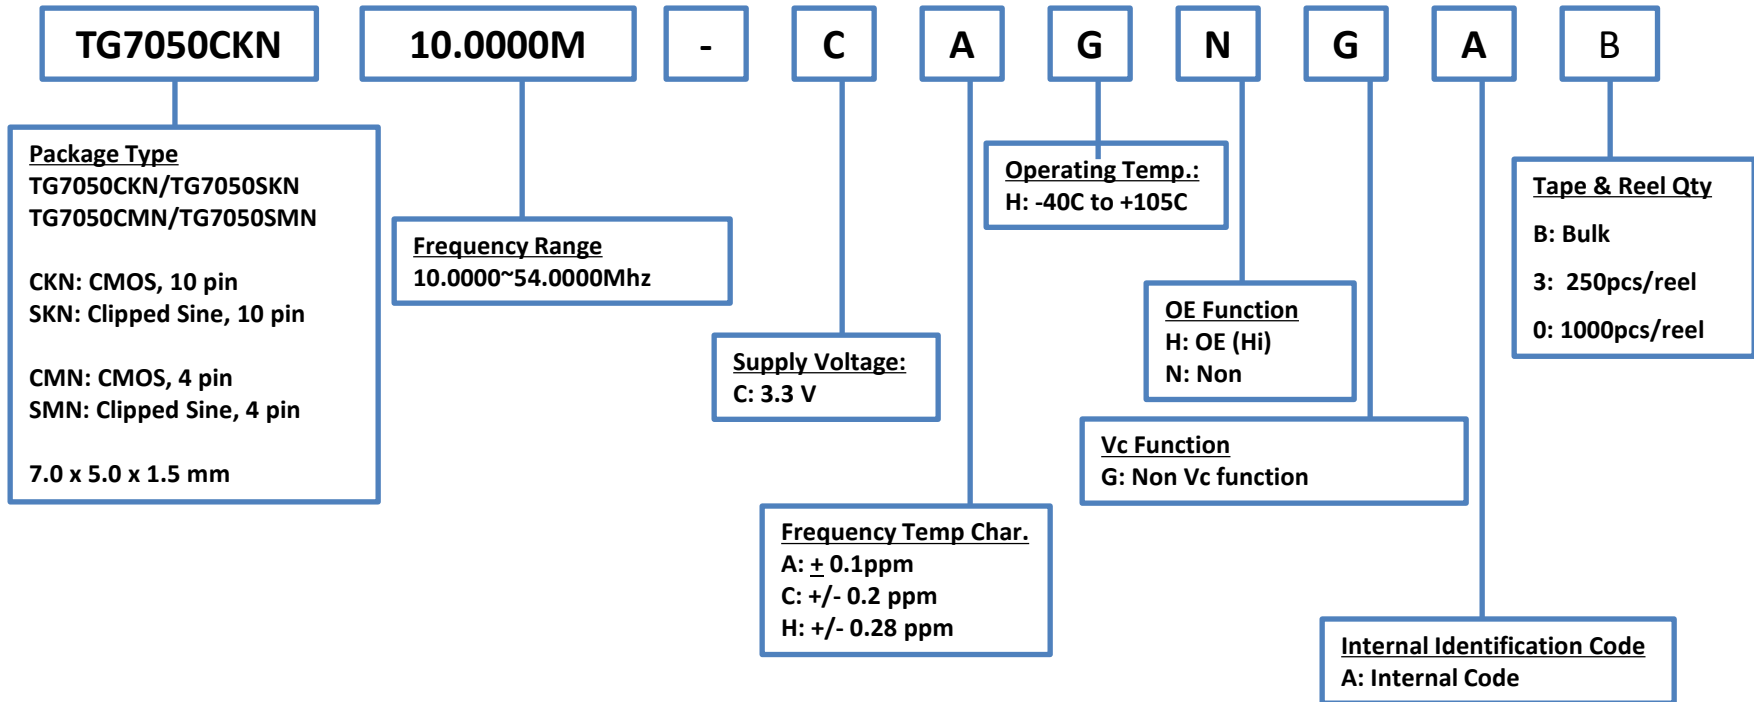 TG7050CKN 10.0000M - C A G N G A B
Package Type
TG7050CKN/TG7050SKN
TG7050CMN/TG7050SMN
CKN: CMOS, 10 pin
SKN: Clipped Sine, 10 pin
CMN: CMOS, 4 pin
SMN: Clipped Sine, 4 pin
7.0 x 5.0 x 1.5 mm
Frequency Range
10.0000~54.0000Mhz
Supply Voltage:
C: 3.3 V
Frequency Temp Char.
A: ± 0.1ppm
C: +/- 0.2 ppm
H: +/- 0.28 ppm
Operating Temp.:
H: -40C to +105C
OE Function
H: OE (Hi)
N: Non
Vc Function
G: Non Vc function
Internal Identification Code
A: Internal Code
Tape & Reel Qty
B: Bulk
3: 250pcs/reel
0: 1000pcs/reel